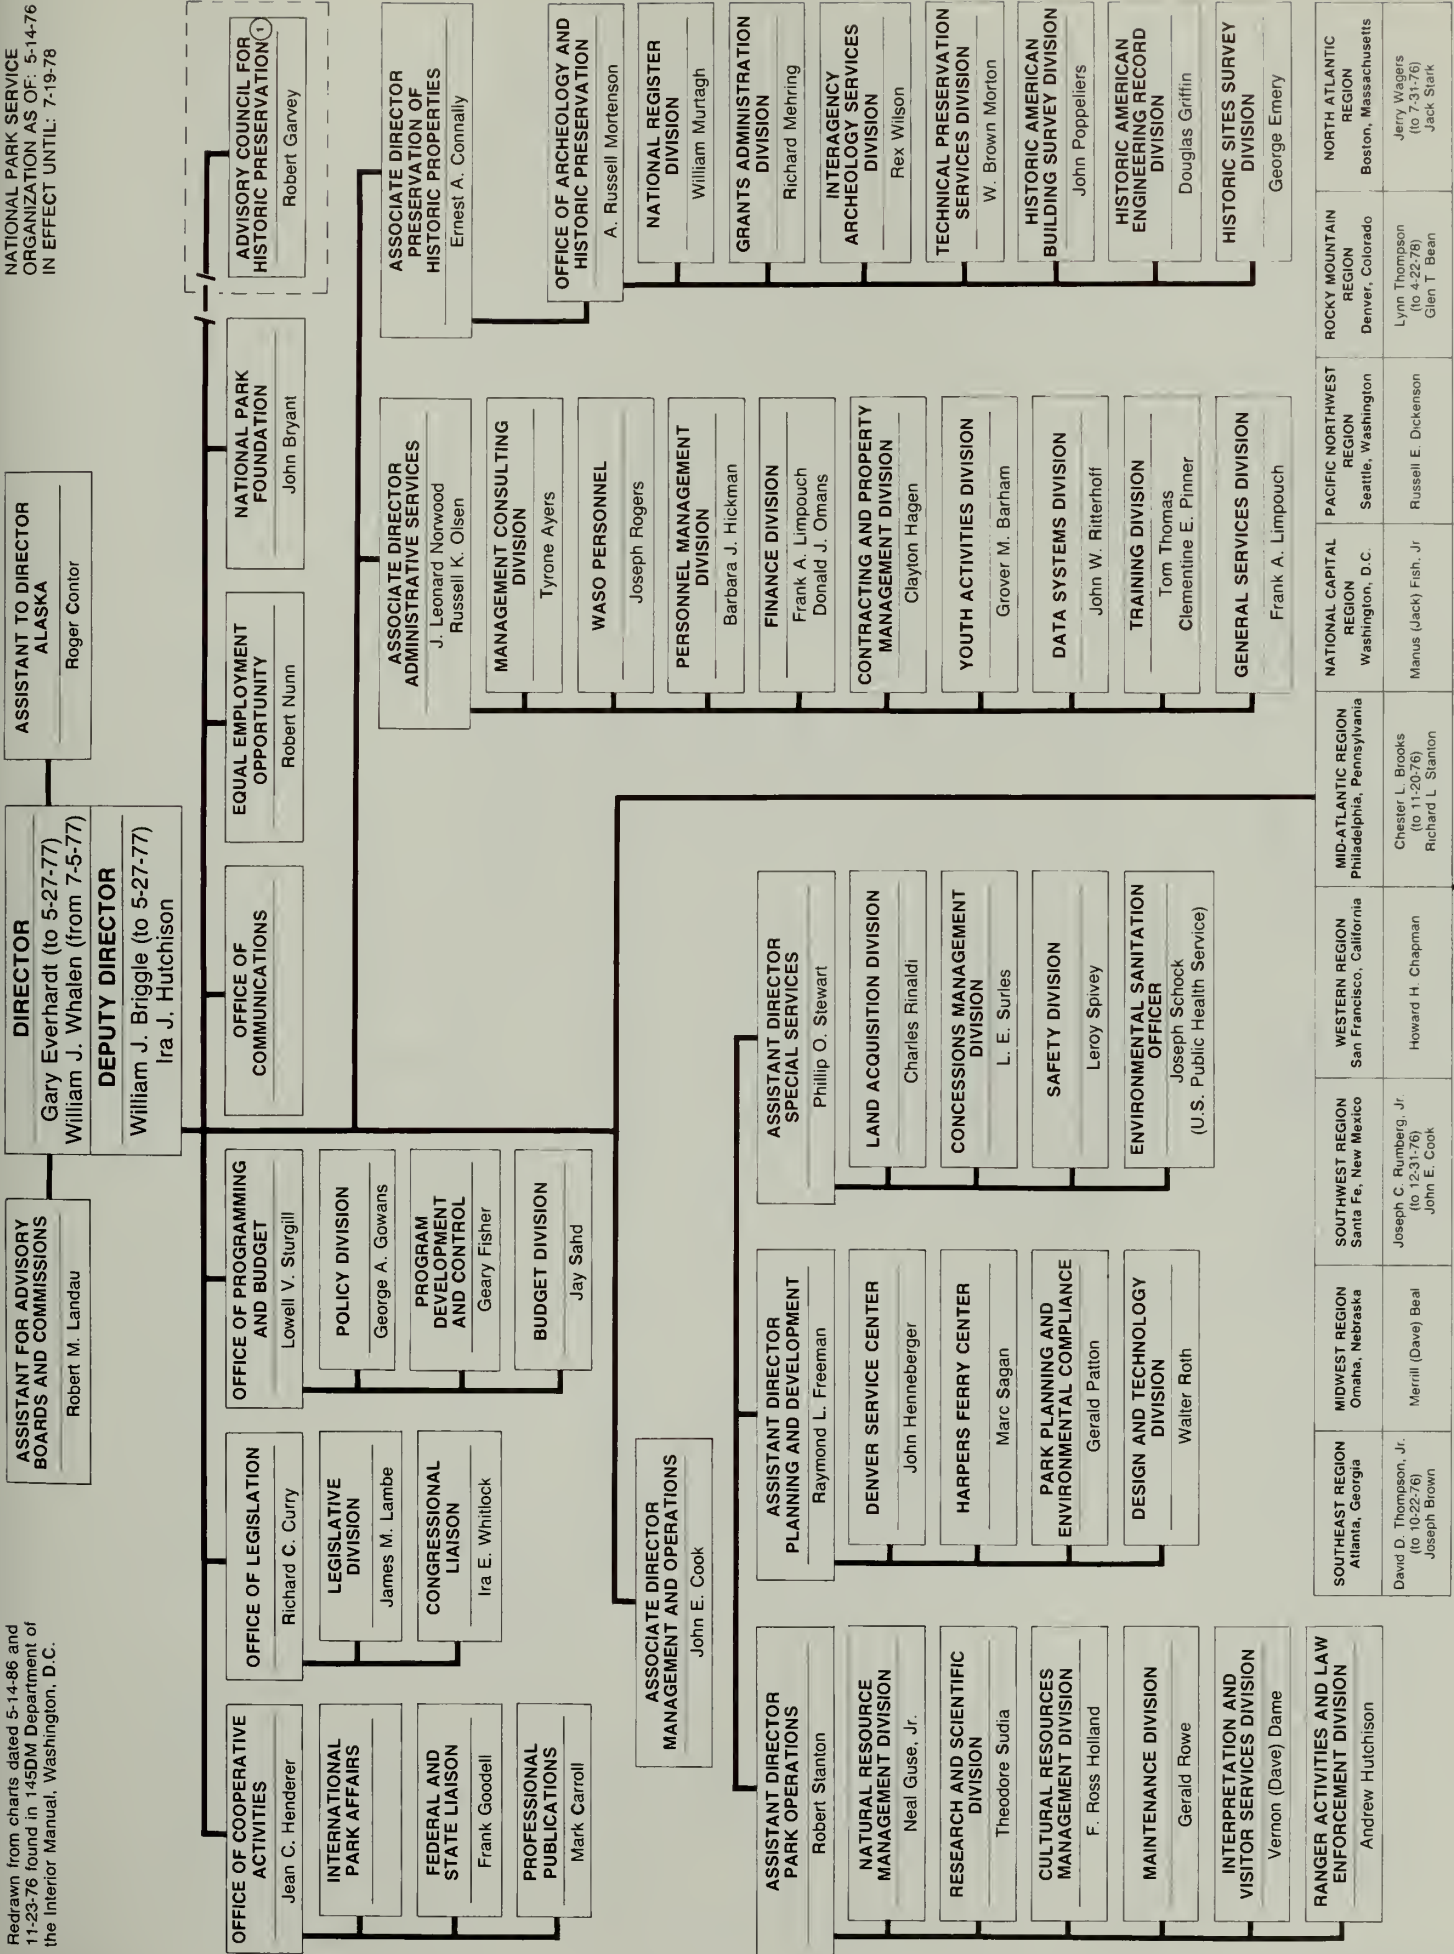 Redrawn from charts dated 5-14-86 and
11-23-76 found in 145DM Department of
the Interior Manual, Washington, D.C.
NATIONAL PARK SERVICE
ORGANIZATION AS OF: 5-14-76
IN EFFECT UNTIL: 7-19-78
ASSISTANT FOR ADVISORY
BOARDS AND COMMISSIONS
Robert M. Landau
DIRECTOR
Gary Everhardt (to 5-27-77)
William J. Whalen (from 7-5-77)
DEPUTY DIRECTOR
William J. Briggle (to 5-27-77)
Ira J. Hutchison
ASSISTANT TO DIRECTOR
ALASKA
Roger Contor
OFFICE OF COOPERATIVE
ACTIVITIES
Jean C. Henderer
INTERNATIONAL
PARK AFFAIRS
FEDERAL AND
STATE LIAISON
Frank Goodell
PROFESSIONAL
PUBLICATIONS
Mark Carroll
OFFICE OF LEGISLATION
Richard C. Curry
LEGISLATIVE
DIVISION
James M. Lambe
CONGRESSIONAL
LIAISON
Ira E. Whitlock
OFFICE OF PROGRAMMING
AND BUDGET
Lowell V. Sturgill
POLICY DIVISION
George A. Gowans
PROGRAM
DEVELOPMENT
AND CONTROL
Geary Fisher
BUDGET DIVISION
Jay Sahd
OFFICE OF
COMMUNICATIONS
EQUAL EMPLOYMENT
OPPORTUNITY
Robert Nunn
NATIONAL PARK
FOUNDATION
John Bryant
ADVISORY COUNCIL FOR
HISTORIC PRESERVATION 1
Robert Garvey
ASSOCIATE DIRECTOR
MANAGEMENT AND OPERATIONS
John E. Cook
ASSOCIATE DIRECTOR
ADMINISTRATIVE SERVICES
J. Leonard Norwood
Russell K. Olsen
MANAGEMENT CONSULTING
DIVISION
Tyrone Ayers
WASO PERSONNEL
Joseph Rogers
PERSONNEL MANAGEMENT
DIVISION
Barbara J. Hickman
FINANCE DIVISION
Frank A. Limpouch
Donald J. Omans
CONTRACTING AND PROPERTY
MANAGEMENT DIVISION
Clayton Hagen
YOUTH ACTIVITIES DIVISION
Grover M. Barham
DATA SYSTEMS DIVISION
John W. Ritterhoff
TRAINING DIVISION
Tom Thomas
Clementine E. Pinner
GENERAL SERVICES DIVISION
Frank A. Limpouch
ASSOCIATE DIRECTOR
PRESERVATION OF
HISTORIC PROPERTIES
Ernest A. Connally
OFFICE OF ARCHEOLOGY AND
HISTORIC PRESERVATION
A. Russell Mortenson
NATIONAL REGISTER
DIVISION
William Murtagh
GRANTS ADMINISTRATION
DIVISION
Richard Mehring
INTERAGENCY
ARCHEOLOGY SERVICES
DIVISION
Rex Wilson
TECHNICAL PRESERVATION
SERVICES DIVISION
W. Brown Morton
HISTORIC AMERICAN
BUILDING SURVEY DIVISION
John Poppeliers
HISTORIC AMERICAN
ENGINEERING RECORD
DIVISION
Douglas Griffin
HISTORIC SITES SURVEY
DIVISION
George Emery
ASSISTANT DIRECTOR
PARK OPERATIONS
Robert Stanton
NATURAL RESOURCE
MANAGEMENT DIVISION
Neal Guse, Jr.
RESEARCH AND SCIENTIFIC
DIVISION
Theodore Sudia
CULTURAL RESOURCES
MANAGEMENT DIVISION
F. Ross Holland
MAINTENANCE DIVISION
Gerald Rowe
INTERPRETATION AND
VISITOR SERVICES DIVISION
Vernon (Dave) Dame
RANGER ACTIVITIES AND LAW
ENFORCEMENT DIVISION
Andrew Hutchison
ASSISTANT DIRECTOR
PLANNING AND DEVELOPMENT
Raymond L. Freeman
DENVER SERVICE CENTER
John Henneberger
HARPERS FERRY CENTER
Marc Sagan
PARK PLANNING AND
ENVIRONMENTAL COMPLIANCE
Gerald Patton
DESIGN AND TECHNOLOGY
DIVISION
Walter Roth
ASSISTANT DIRECTOR
SPECIAL SERVICES
Phillip O. Stewart
LAND ACQUISITION DIVISION
Charles Rinaldi
CONCESSIONS MANAGEMENT
DIVISION
L. E. Surles
SAFETY DIVISION
Leroy Spivey
ENVIRONMENTAL SANITATION
OFFICER
Joseph Schock
(U.S. Public Health Service)
SOUTHEAST REGION
Atlanta, Georgia
David D. Thompson, Jr.
(to 10-22-76)
Joseph Brown
MIDWEST REGION
Omaha, Nebraska
Merrill (Dave) Beal
SOUTHWEST REGION
Santa Fe, New Mexico
Joseph C. Rumberg, Jr.
(to 12-31-76)
John E. Cook
WESTERN REGION
San Francisco, California
Howard H. Chapman
MID-ATLANTIC REGION
Philadelphia, Pennsylvania
Chester L. Brooks
(to 11-20-76)
Richard L Stanton
NATIONAL CAPITAL
REGION
Washington, D.C.
Manus (Jack) Fish, Jr
PACIFIC NORTHWEST
REGION
Seattle, Washington
Russell E. Dickenson
ROCKY MOUNTAIN
REGION
Denver, Colorado
Lynn Thompson
(to 4-22-78)
Glen T Bean
NORTH ATLANTIC
REGION
Boston, Massachusetts
Jerry Wagers
(to 7-31-76)
Jack Stark